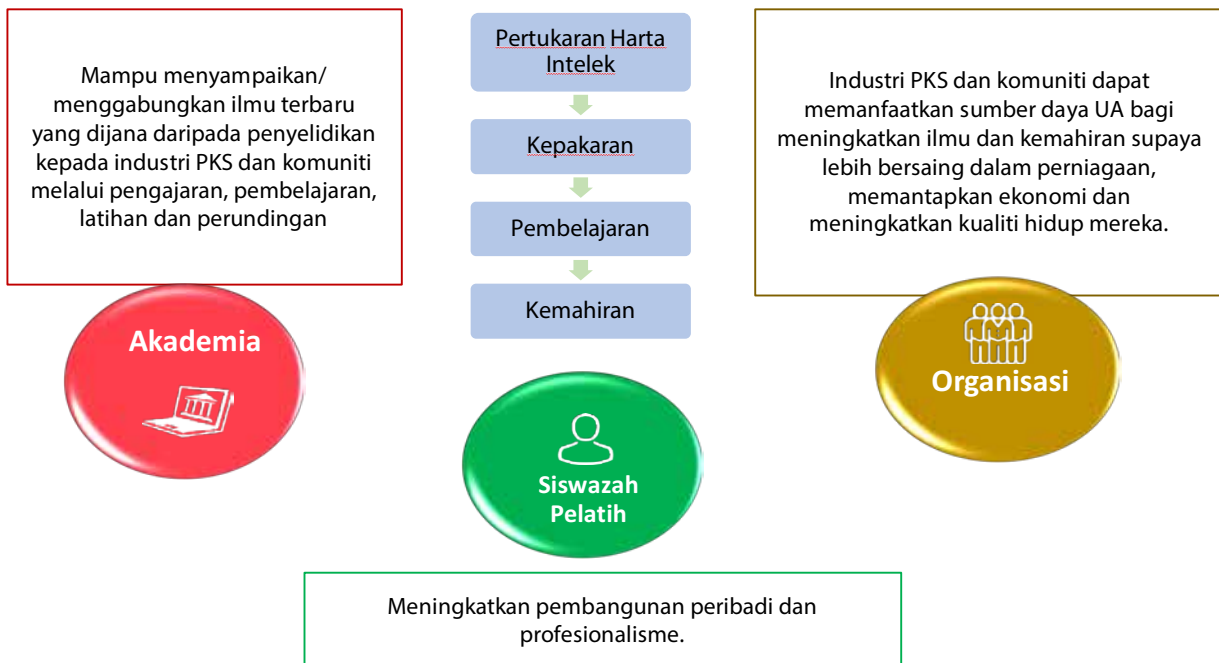 Mampu menyampaikan/
menggabungkan ilmu terbaru
yang dijana daripada penyelidikan
kepada industri PKS dan komuniti
melalui pengajaran, pembelajaran,
latihan dan perundingan
Akademia
Pertukaran Harta
Intelek
Kepakaran
Pembelajaran
Kemahiran
Industri PKS dan komuniti dapat
memanfaatkan sumber daya UA bagi
meningkatkan ilmu dan kemahiran supaya
lebih bersaing dalam perniagaan,
memantapkan ekonomi dan
meningkatkan kualiti hidup mereka.
Organisasi
Siswazah
Pelatih
Meningkatkan pembangunan peribadi dan
profesionalisme.